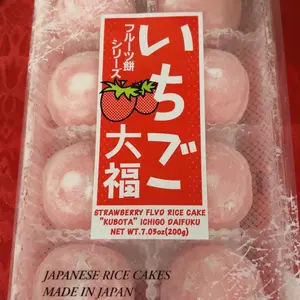 フルーツ餅
シリーズ
いちご
大福
STRAWBERRY FLVD RICE CAKE
"KUBOTA" ICHIGO DAIFUKU
NET WT.7.03oz(200g)
JAPANESE RICE CAKES
MADE IN JAPAN